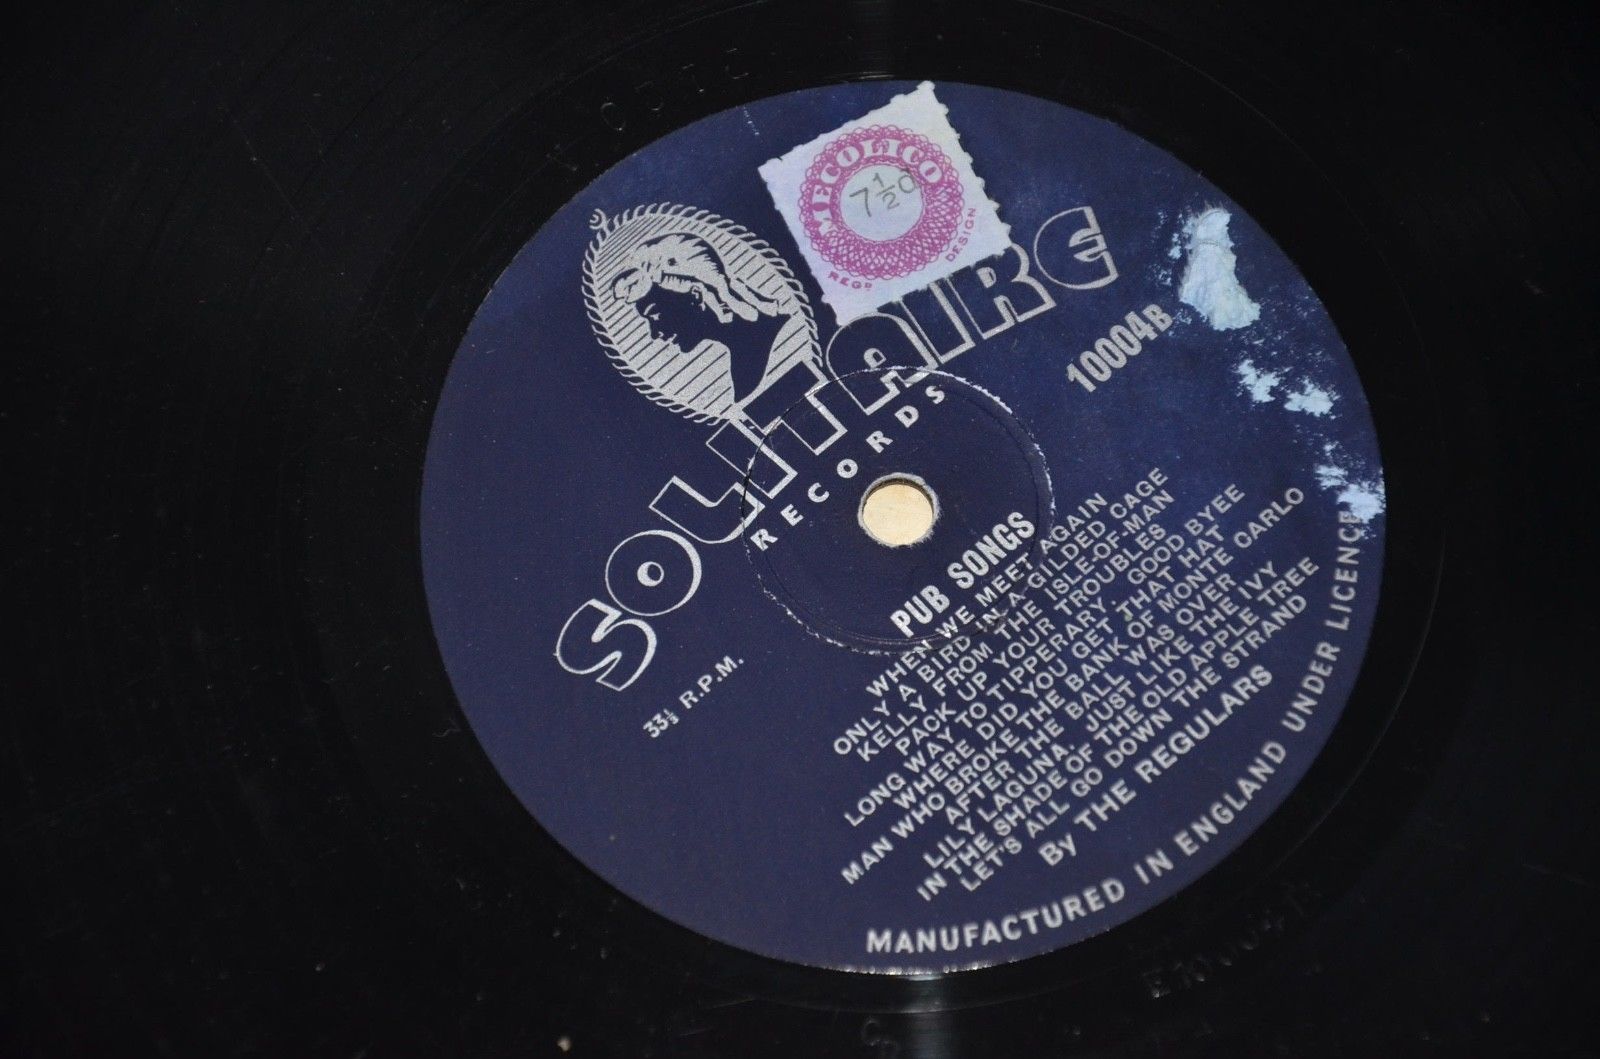 MECOLICO
7½d
REGD DESIGN
SOLITAIRE
RECORDS
10004B
33⅓ R.P.M.
PUB SONGS
WHEN WE MEET AGAIN
ONLY A BIRD IN A GILDED CAGE
KELLY FROM THE ISLE-OF-MAN
PACK UP YOUR TROUBLES
LONG WAY TO TIPPERARY. GOOD BYEE
WHERE DID YOU GET THAT HAT
MAN WHO BROKE THE BANK OF MONTE CARLO
AFTER THE BALL WAS OVER
LILY LAGUNA. JUST LIKE THE IVY
IN THE SHADE OF THE OLD APPLE TREE
LET'S ALL GO DOWN THE STRAND
By THE REGULARS
MANUFACTURED IN ENGLAND UNDER LICENCE